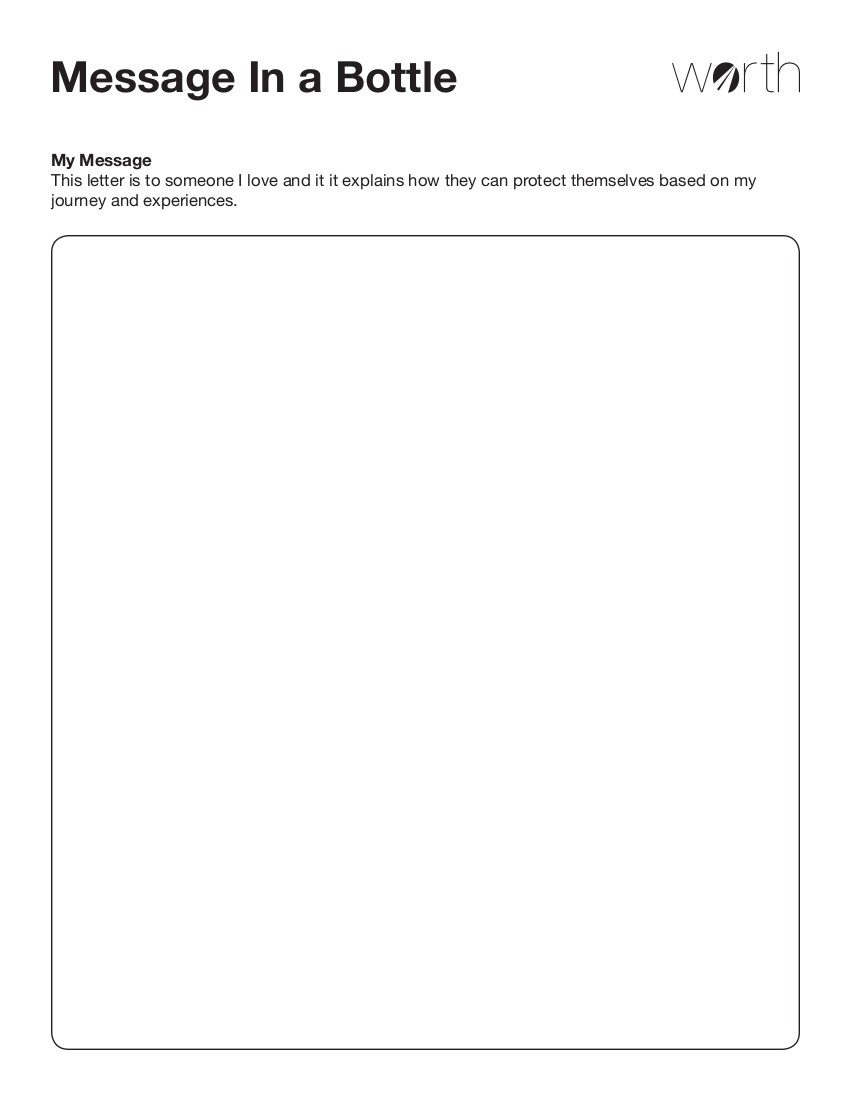 Message In a Bottle
worth
My Message
This letter is to someone I love and it it explains how they can protect themselves based on my
journey and experiences.